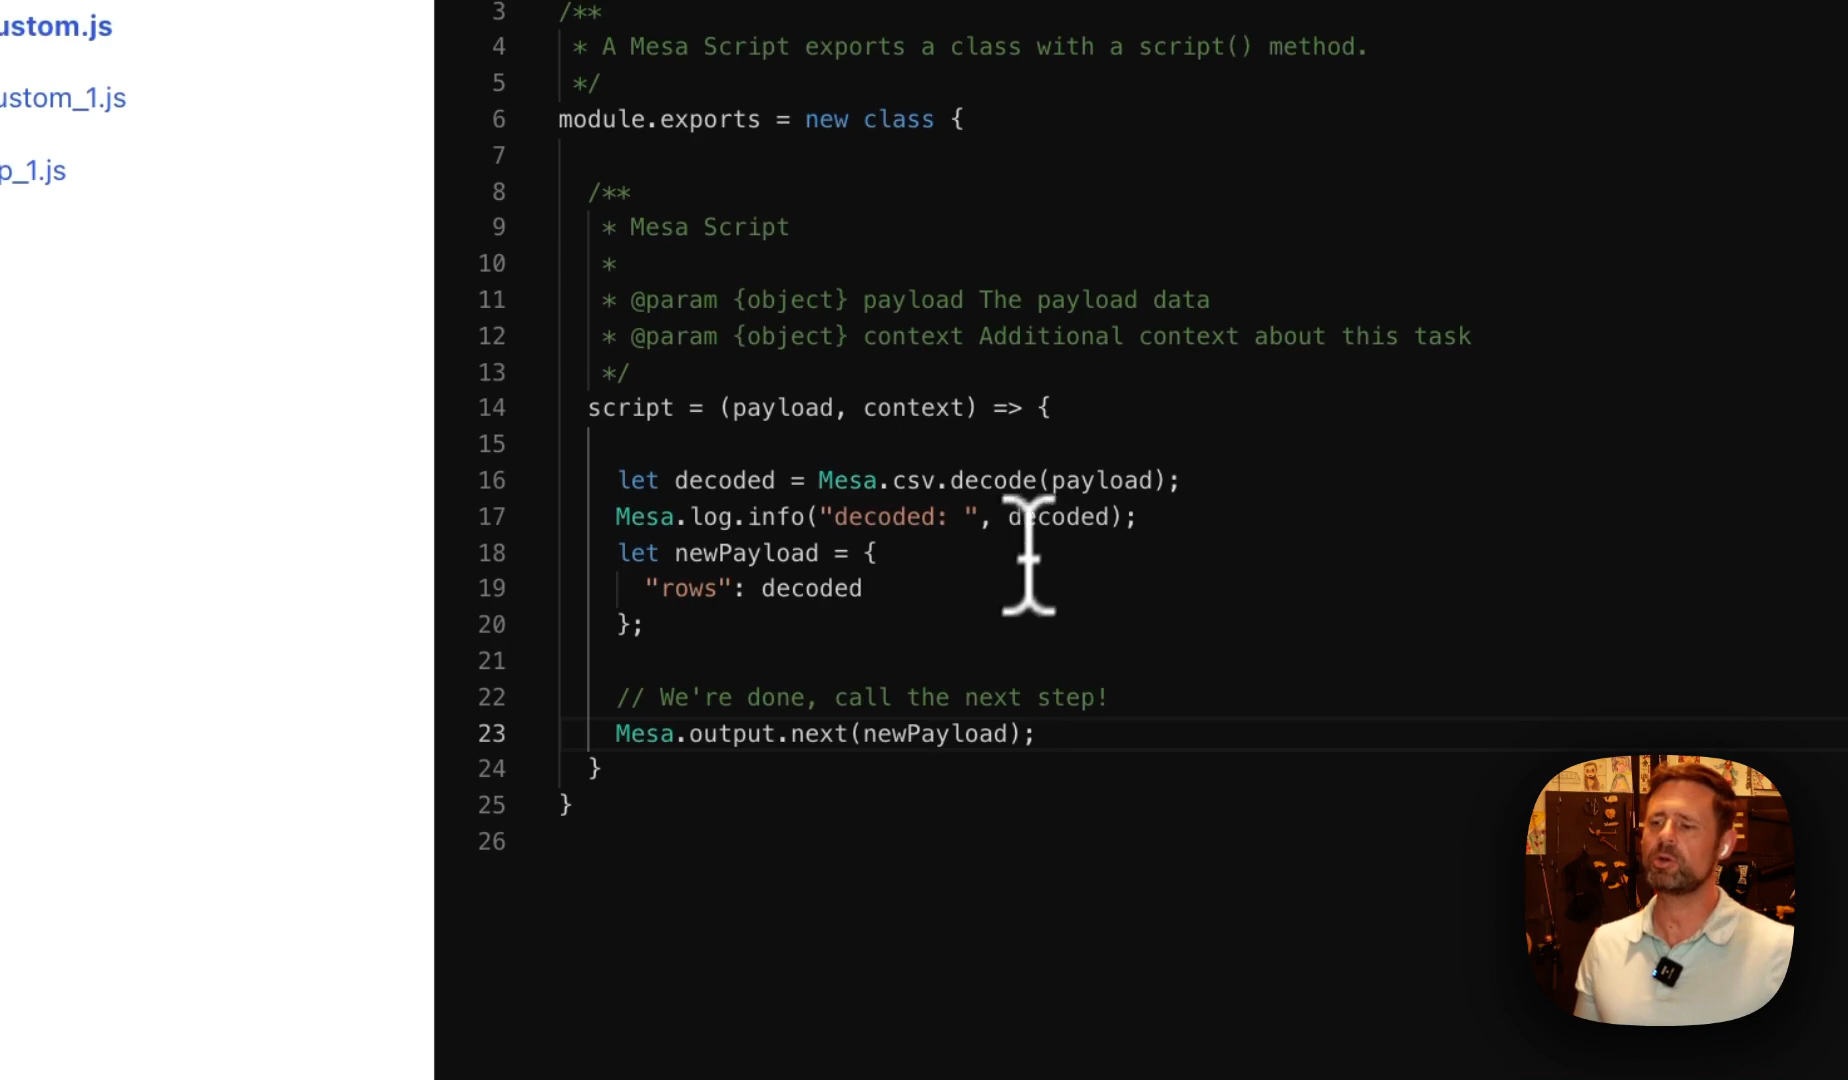 ustom.js
ustom_1.js
p_1.js
3 /**
4 * A Mesa Script exports a class with a script() method.
5 */
6 module.exports = new class {
7
8 /**
9 * Mesa Script
10 *
11 * @param {object} payload The payload data
12 * @param {object} context Additional context about this task
13 */
14 script = (payload, context) => {
15
16 let decoded = Mesa.csv.decode(payload);
17 Mesa.log.info("decoded: ", decoded);
18 let newPayload = {
19 "rows": decoded
20 };
21
22 // We're done, call the next step!
23 Mesa.output.next(newPayload);
24 }
25 }
26